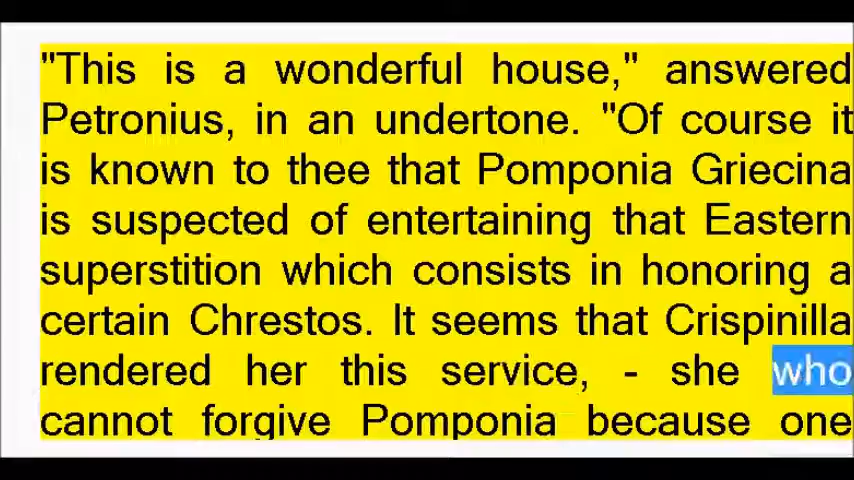 "This is a wonderful house," answered
Petronius, in an undertone. "Of course it
is known to thee that Pomponia Griecina
is suspected of entertaining that Eastern
superstition which consists in honoring a
certain Chrestos. It seems that Crispinilla
rendered her this service, - she who
cannot forgive Pomponia because one